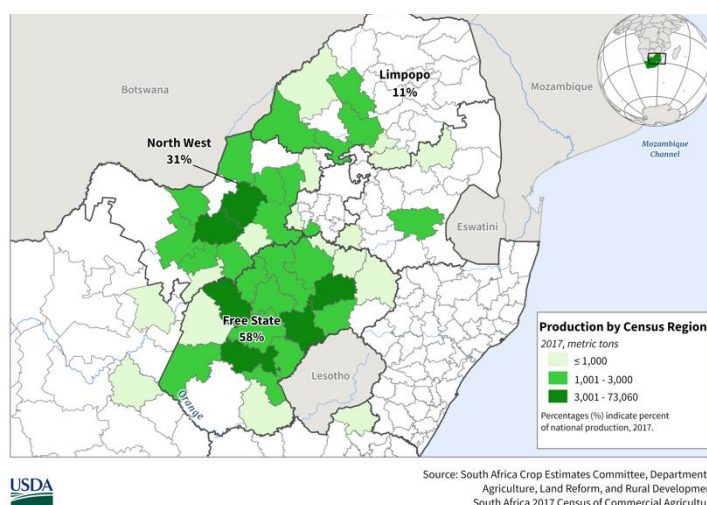 Limpopo
11%
Botswana
Mozambique
North West
31%
Mozambique
Channel
Eswatini
Free State
58%
Lesotho
Orange
Production by Census Region
2017, metric tons
≤ 1,000
1,001 - 3,000
3,001 - 73,060
Percentages (%) indicate percent
of national production, 2017.
USDA
Source: South Africa Crop Estimates Committee, Department
Agriculture, Land Reform, and Rural Developmen
South Africa 2017 Census of Commercial Agricultu